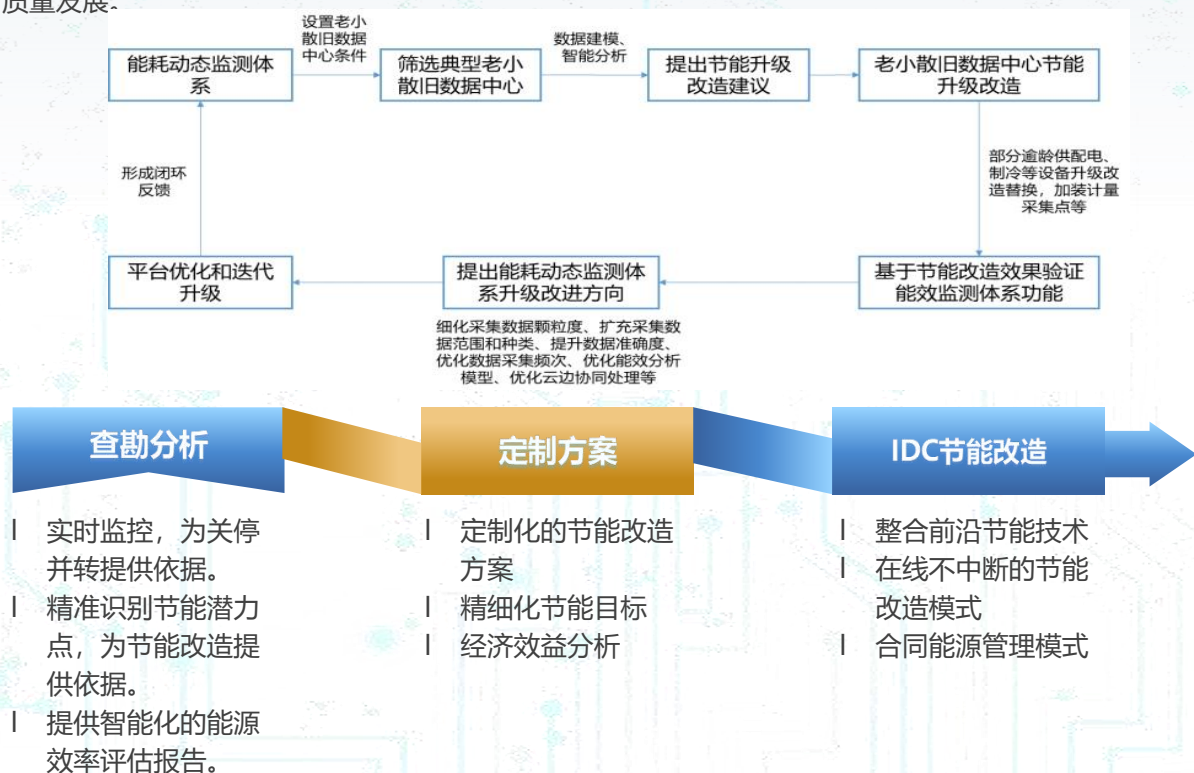 质量发展。
设置老小
散旧数据
中心条件
数据建模、
智能分析
能耗动态监测体
系
筛选典型老小
散旧数据中心
提出节能升级
改造建议
老小散旧数据中心节能
升级改造
形成闭环
反馈
部分逾龄供配电、
制冷等设备升级改
造替换，加装计量
采集点等
平台优化和迭代
升级
提出能耗动态监测体
系升级改进方向
基于节能改造效果验证
能效监测体系功能
细化采集数据颗粒度、扩充采集数
据范围和种类、提升数据准确度、
优化数据采集频次、优化能效分析
模型、优化云边协同处理等
查勘分析
定制方案
IDC节能改造
l 实时监控，为关停
并转提供依据。
l 精准识别节能潜力
点，为节能改造提
供依据。
l 提供智能化的能源
效率评估报告。
l 定制化的节能改造
方案
l 精细化节能目标
l 经济效益分析
l 整合前沿节能技术
l 在线不中断的节能
改造模式
l 合同能源管理模式